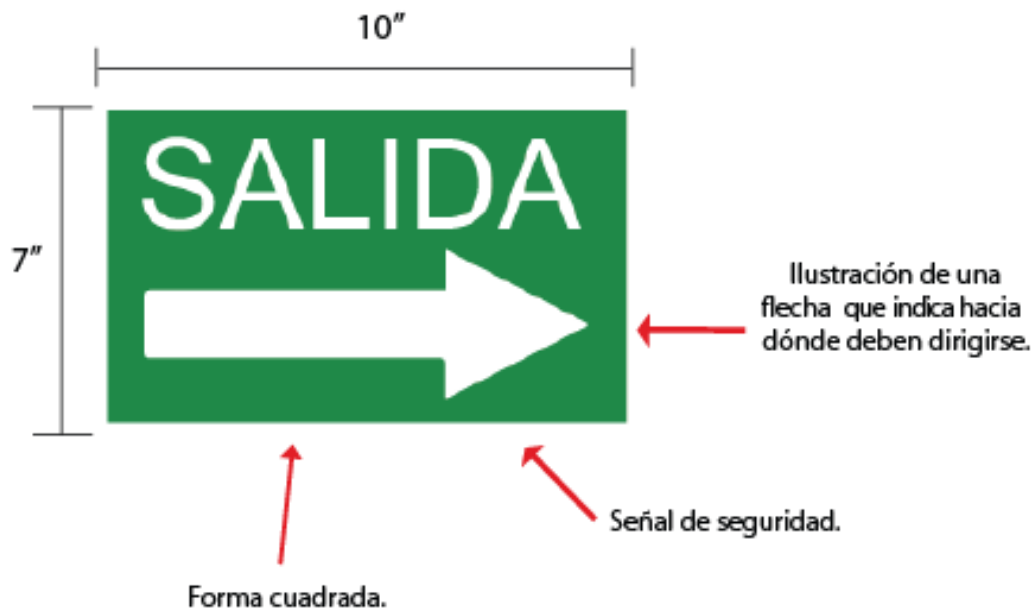 10”
SALIDA
7”
Ilustración de una
flecha que indica hacia
dónde deben dirigirse.
Señal de seguridad.
Forma cuadrada.